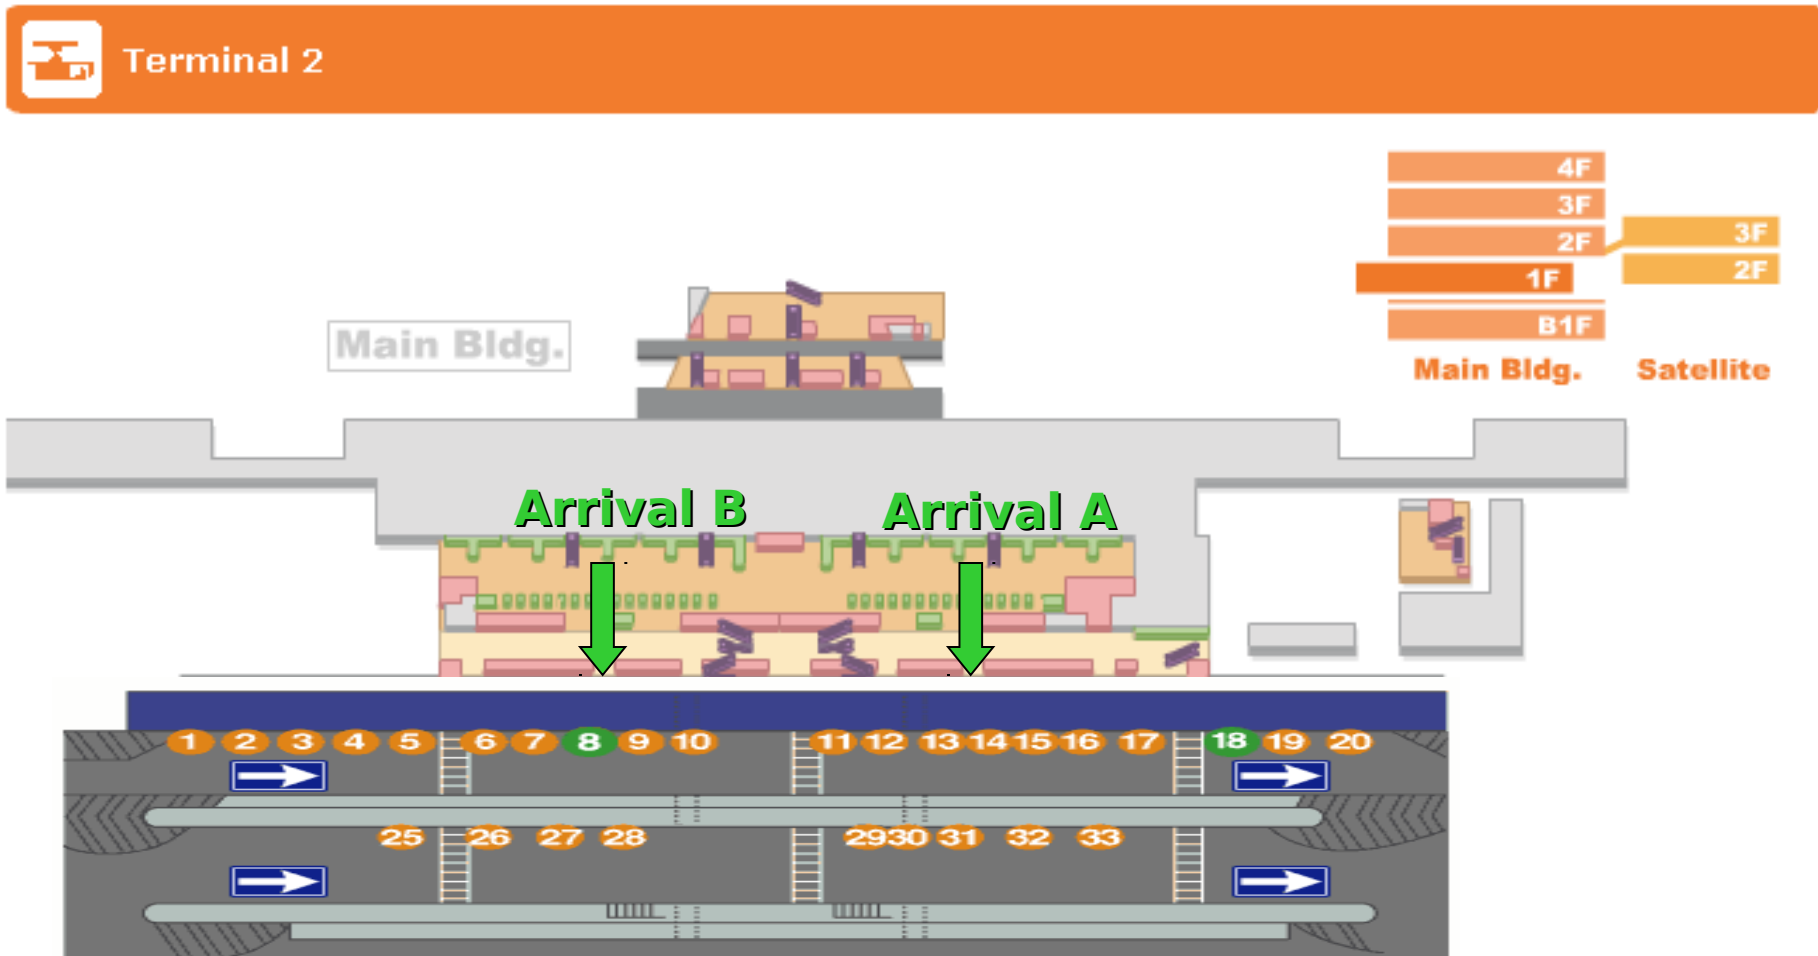 Terminal 2
4F
3F
2F
1F
B1F
3F
2F
Main Bldg. Satellite
Main Bldg.
Arrival B Arrival A
1 2 3 4 5 6 7 8 9 10 11 12 13 14 15 16 17 18 19 20
25 26 27 28 29 30 31 32 33